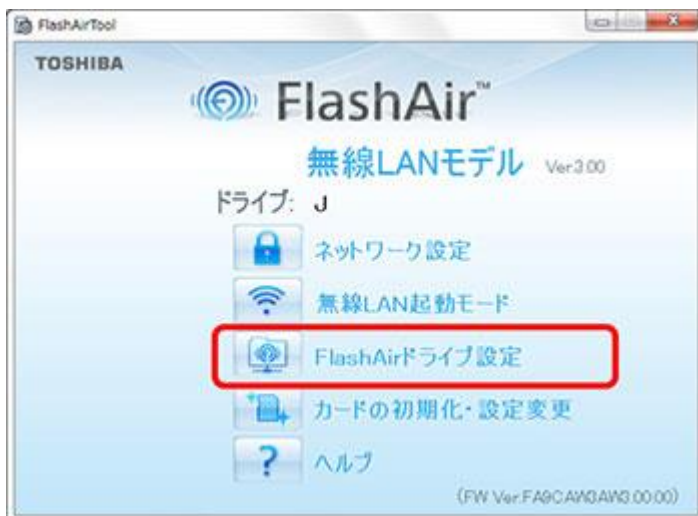 FlashAirTool
TOSHIBA
FlashAir™
無線LANモデル Ver.3.00
ドライブ: J
ネットワーク設定
無線LAN起動モード
FlashAirドライブ設定
カードの初期化・設定変更
? ヘルプ
(FW Ver.FA9CAW3AW3.00.00)